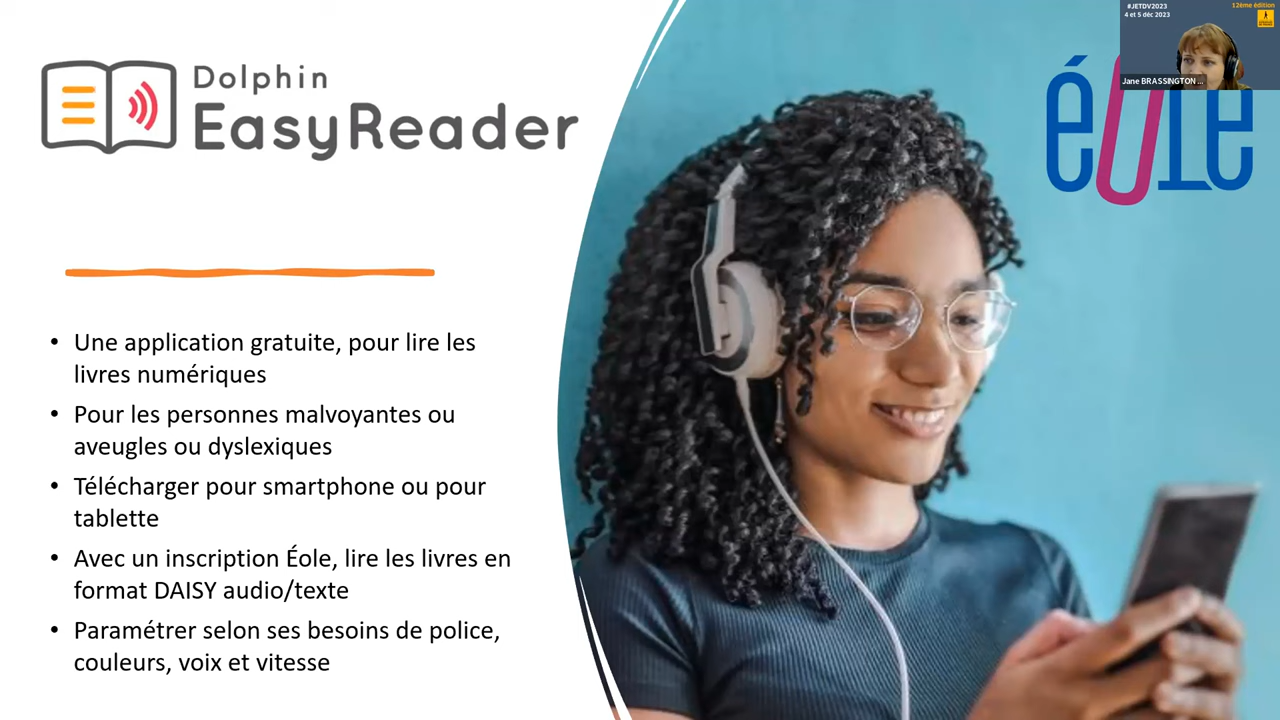 Dolphin
EasyReader
#JETDV2023
4 et 5 déc 2023
12ème édition
Jane BRASSINGTON ...
éole
• Une application gratuite, pour lire les
livres numériques
• Pour les personnes malvoyantes ou
aveugles ou dyslexiques
• Télécharger pour smartphone ou pour
tablette
• Avec un inscription Éole, lire les livres en
format DAISY audio/texte
• Paramétrer selon ses besoins de police,
couleurs, voix et vitesse